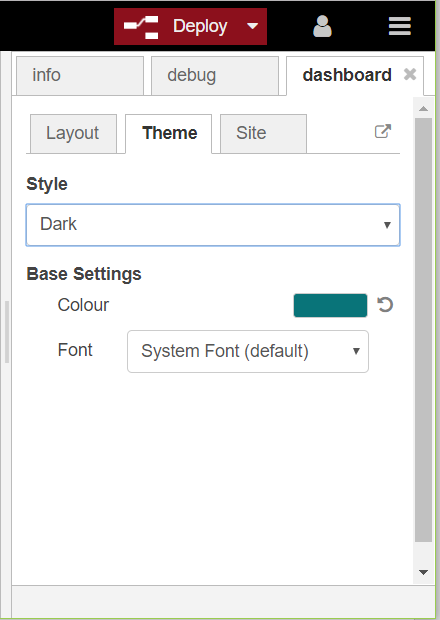 Deploy
info debug dashboard
Layout Theme Site
Style
Dark
Base Settings
Colour
Font System Font (default)